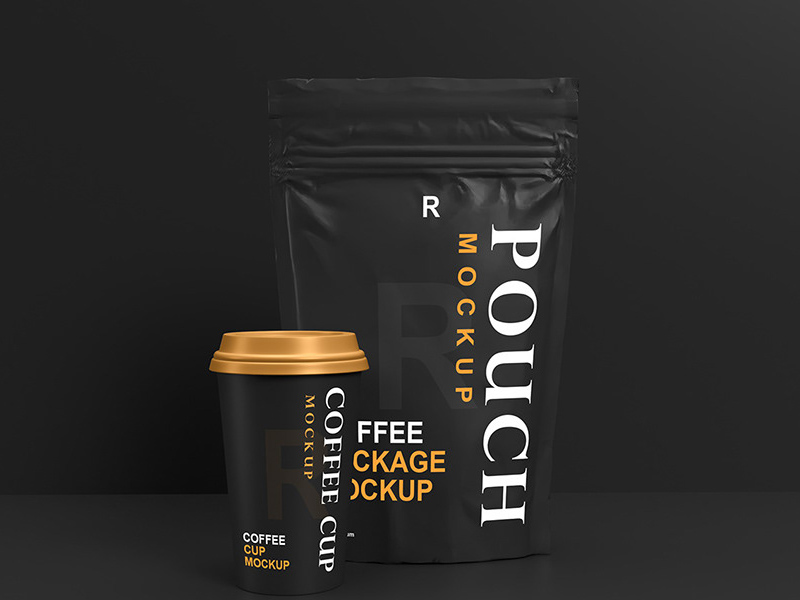 R
POUCH
MOCKUP
R
FFEE
CKAGE
OCKUP
COFFEE CUP
MOCKUP
R
COFFEE
CUP
MOCKUP